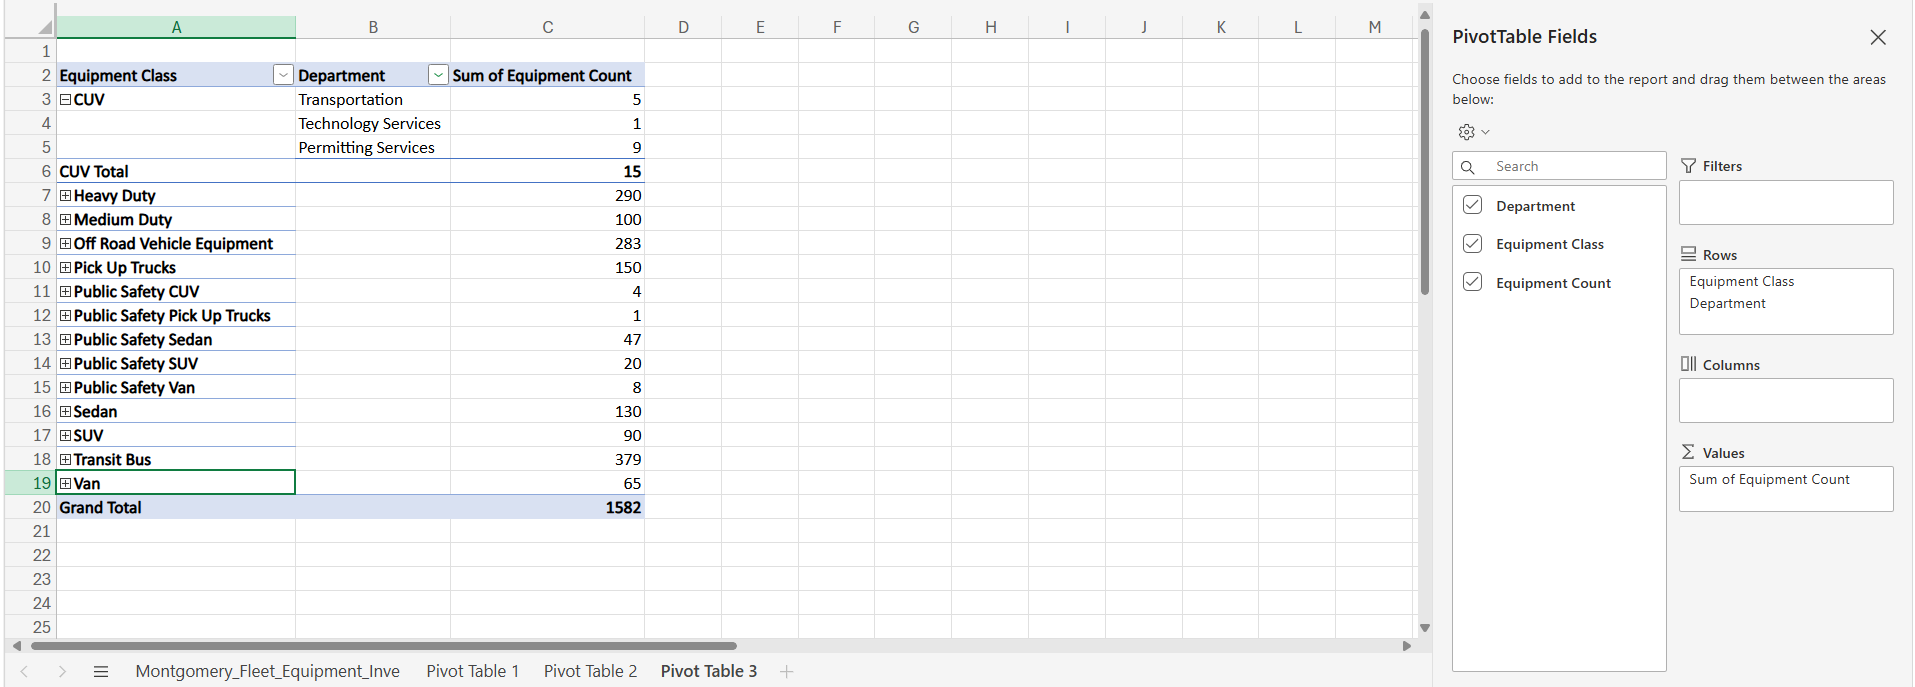 A B C D E F G H I J K L M
1
2 Equipment Class Department Sum of Equipment Count
3 CUV Transportation 5
4 Technology Services 1
5 Permitting Services 9
6 CUV Total 15
7 Heavy Duty 290
8 Medium Duty 100
9 Off Road Vehicle Equipment 283
10 Pick Up Trucks 150
11 Public Safety CUV 4
12 Public Safety Pick Up Trucks 1
13 Public Safety Sedan 47
14 Public Safety SUV 20
15 Public Safety Van 8
16 Sedan 130
17 SUV 90
18 Transit Bus 379
19 Van 65
20 Grand Total 1582
21
22
23
24
25
Montgomery_Fleet_Equipment_Inve Pivot Table 1 Pivot Table 2 Pivot Table 3
PivotTable Fields
Choose fields to add to the report and drag them between the areas
below:
Search
Department
Equipment Class
Equipment Count
Filters
Rows
Equipment Class
Department
Columns
Values
Sum of Equipment Count